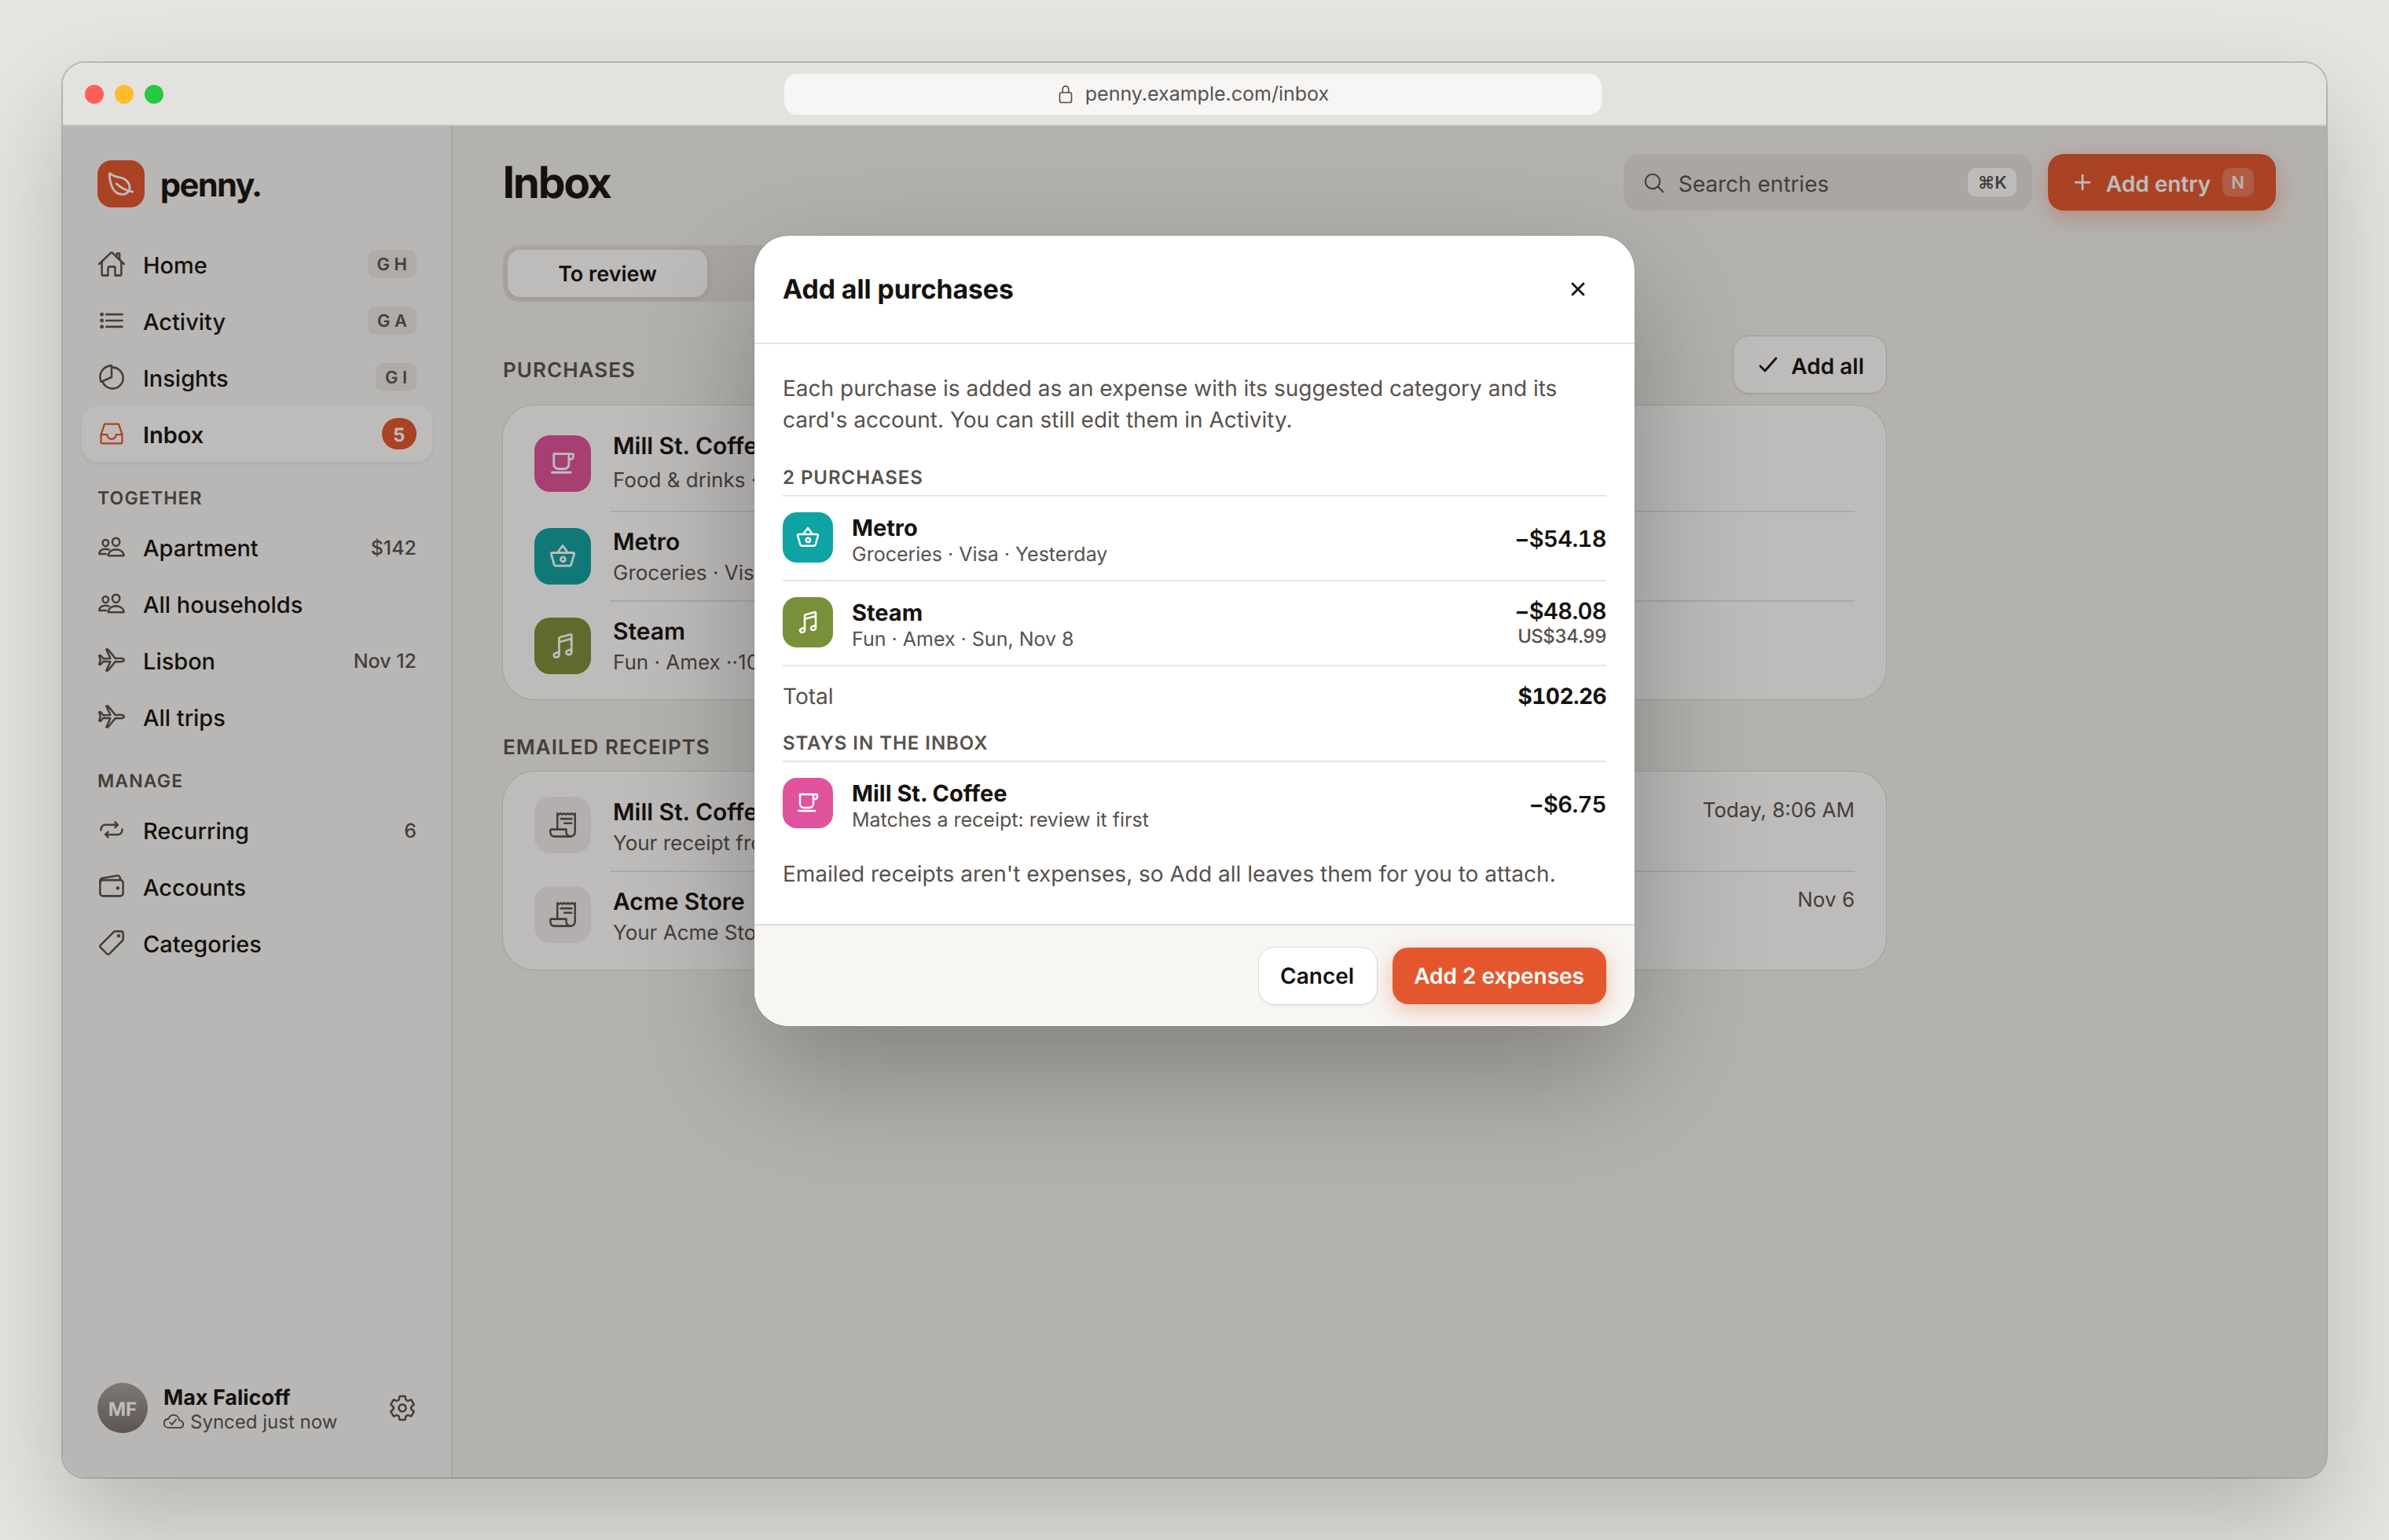 penny.example.com/inbox
penny.
Home G H
Activity G A
Insights G I
Inbox 5
TOGETHER
Apartment $142
All households
Lisbon Nov 12
All trips
MANAGE
Recurring 6
Accounts
Categories
MF
Max Falicoff
Synced just now
Inbox
Search entries ⌘K
+ Add entry N
To review
PURCHASES
Add all
Mill St. Coffe
Food & drinks ·
Metro
Groceries · Vis
Steam
Fun · Amex ··10
EMAILED RECEIPTS
Mill St. Coffe
Your receipt fro
Today, 8:06 AM
Acme Store
Your Acme Sto
Nov 6
Add all purchases
Each purchase is added as an expense with its suggested category and its
card's account. You can still edit them in Activity.
2 PURCHASES
Metro
Groceries · Visa · Yesterday
−$54.18
Steam
Fun · Amex · Sun, Nov 8
−$48.08
US$34.99
Total $102.26
STAYS IN THE INBOX
Mill St. Coffee
Matches a receipt: review it first
−$6.75
Emailed receipts aren't expenses, so Add all leaves them for you to attach.
Cancel
Add 2 expenses